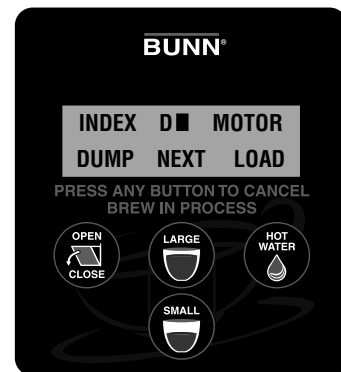 BUNN®
INDEX D■ MOTOR
DUMP NEXT LOAD
PRESS ANY BUTTON TO CANCEL
BREW IN PROCESS
OPEN
CLOSE
LARGE
HOT
WATER
SMALL